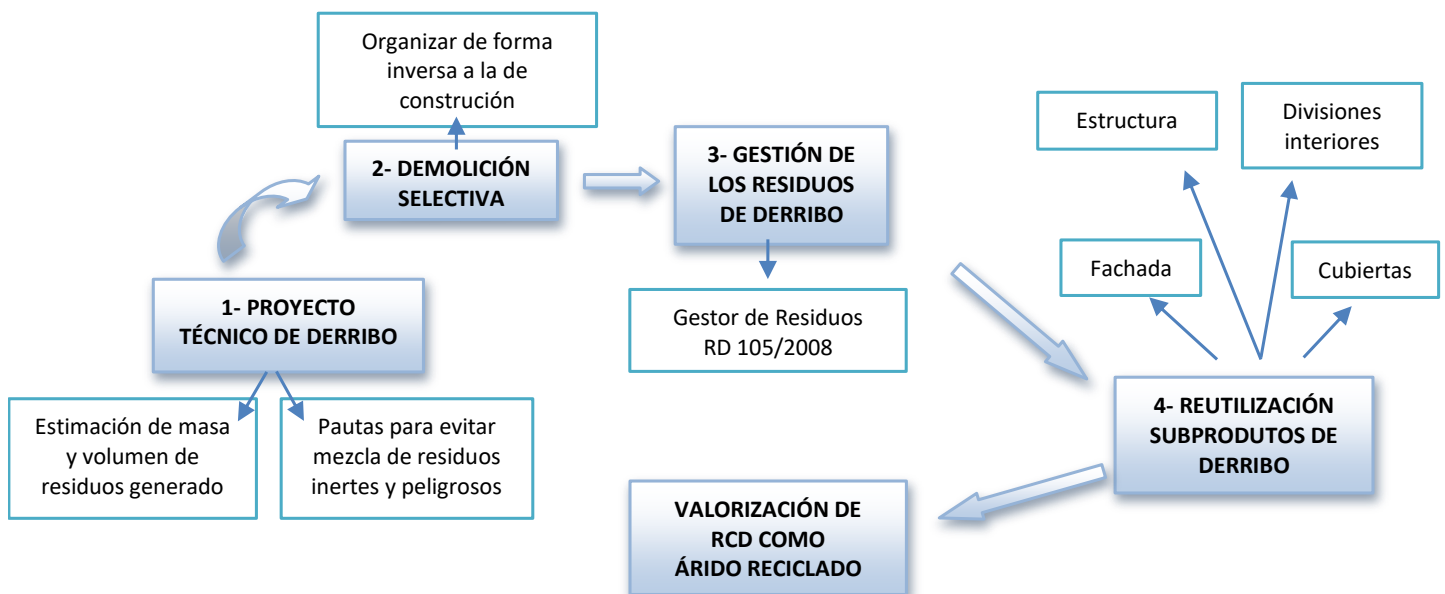 Organizar de forma
inversa a la de
construción
2- DEMOLICIÓN
SELECTIVA
1- PROYECTO
TÉCNICO DE DERRIBO
Estimación de masa
y volumen de
residuos generado
Pautas para evitar
mezcla de residuos
inertes y peligrosos
3- GESTIÓN DE
LOS RESIDUOS
DE DERRIBO
Gestor de Residuos
RD 105/2008
Estructura
Divisiones
interiores
Fachada
Cubiertas
4- REUTILIZACIÓN
SUBPRODUTOS DE
DERRIBO
VALORIZACIÓN DE
RCD COMO
ÁRIDO RECICLADO